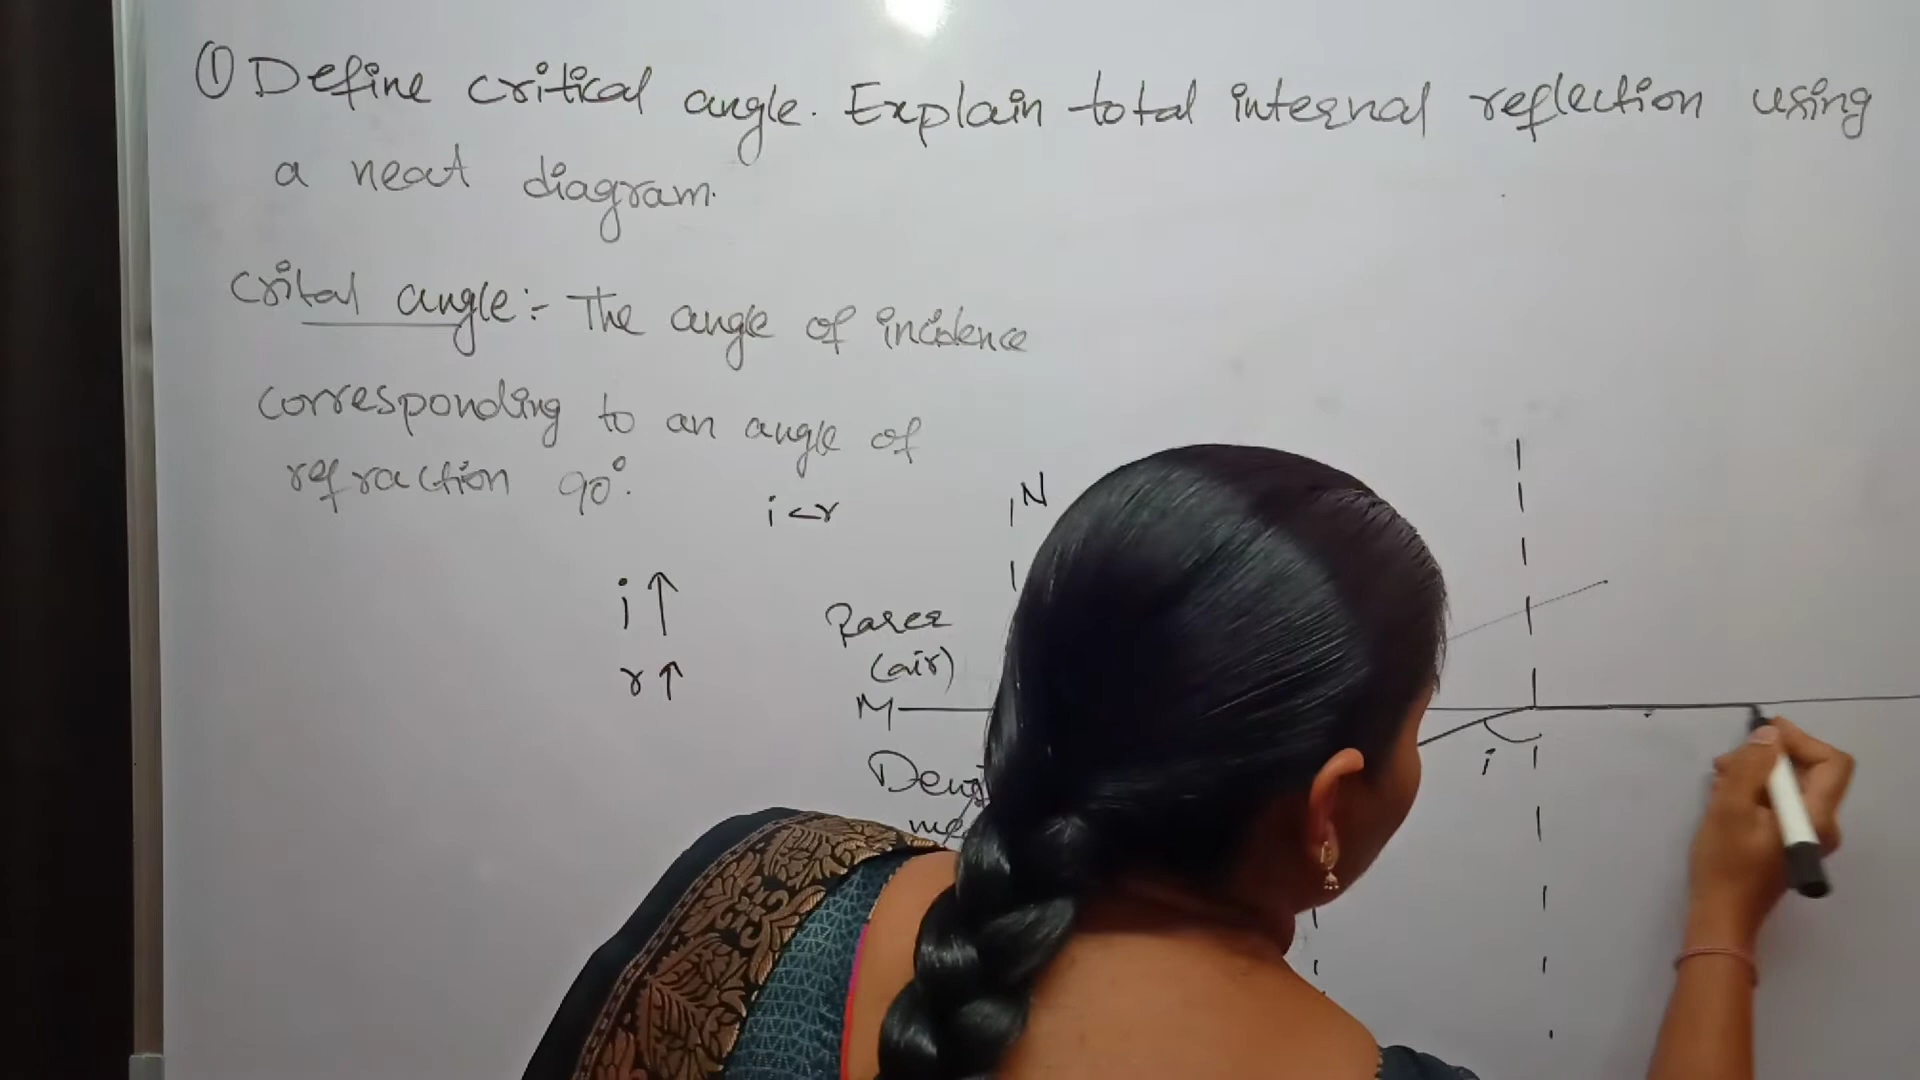 ① Define critical angle. Explain total internal reflection using
a neat diagram.
Crital angle:- The angle of incidence
corresponding to an angle of
refraction 90°.
i<r
N
i↑
Rarer
(air)
r↑
M
i